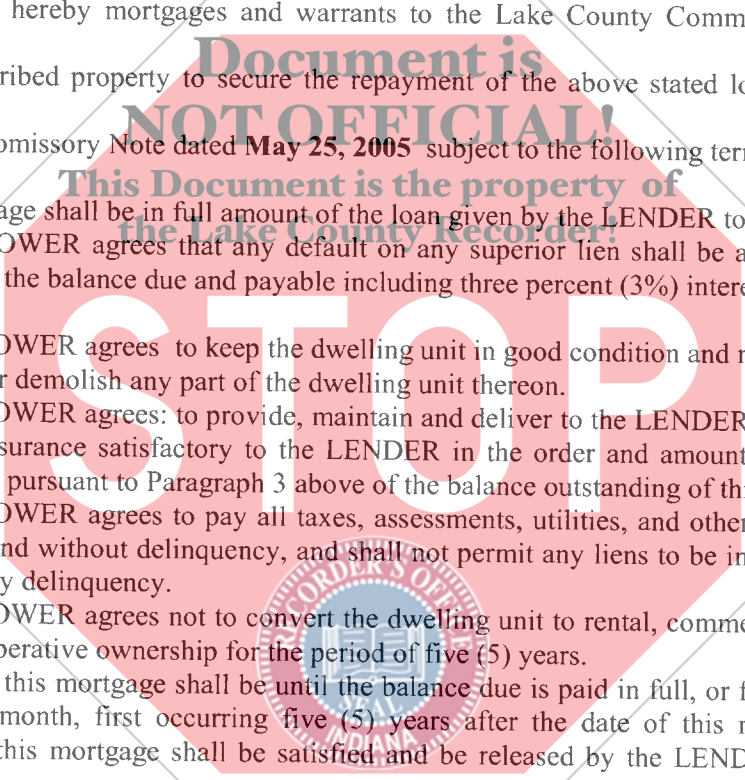 hereby mortgages and warrants to the Lake County Comm
Document is
ribed property to secure the repayment of the above stated lo
NOT OFFICIAL!
omissory Note dated May 25, 2005 subject to the following terr
This Document is the property of
age shall be in full amount of the loan given by the LENDER to
the Lake County Recorder!
OWER agrees that any default on any superior lien shall be a
the balance due and payable including three percent (3%) intere
STOP
OWER agrees to keep the dwelling unit in good condition and r
r demolish any part of the dwelling unit thereon.
OWER agrees: to provide, maintain and deliver to the LENDER
surance satisfactory to the LENDER in the order and amount
pursuant to Paragraph 3 above of the balance outstanding of thi
OWER agrees to pay all taxes, assessments, utilities, and other
nd without delinquency, and shall not permit any liens to be in
y delinquency.
RECORDER'S OFFICE
OWER agrees not to convert the dwelling unit to rental, comme
perative ownership for the period of five (5) years.
this mortgage shall be until the balance due is paid in full, or f
SEAL
month, first occurring five (5) years after the date of this r
INDIANA
this mortgage shall be satisfied and be released by the LEND